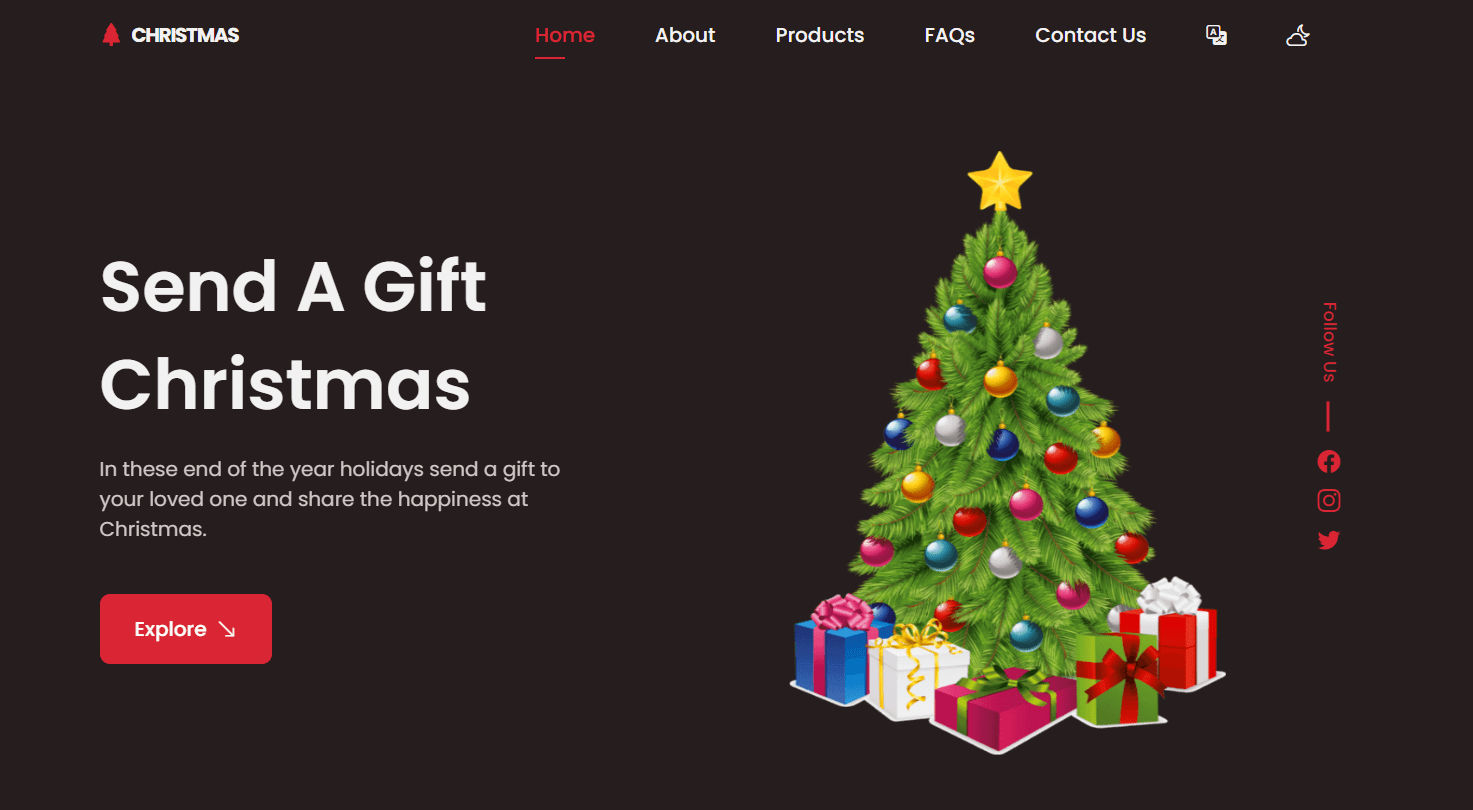 CHRISTMAS
Home
About
Products
FAQs
Contact Us
Send A Gift
Christmas
In these end of the year holidays send a gift to
your loved one and share the happiness at
Christmas.
Explore
Follow Us